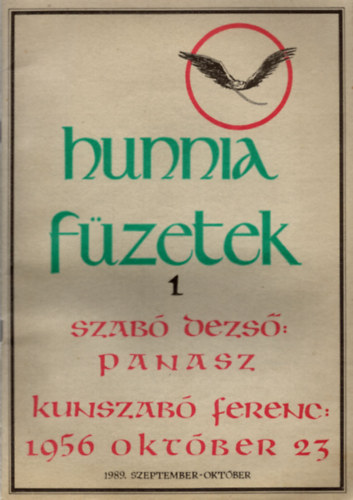 hunnia
füzetek
1
Szabó Dezső:
Panasz
Kunszabó Ferenc:
1956 október 23
1989. SZEPTEMBER-OKTÓBER